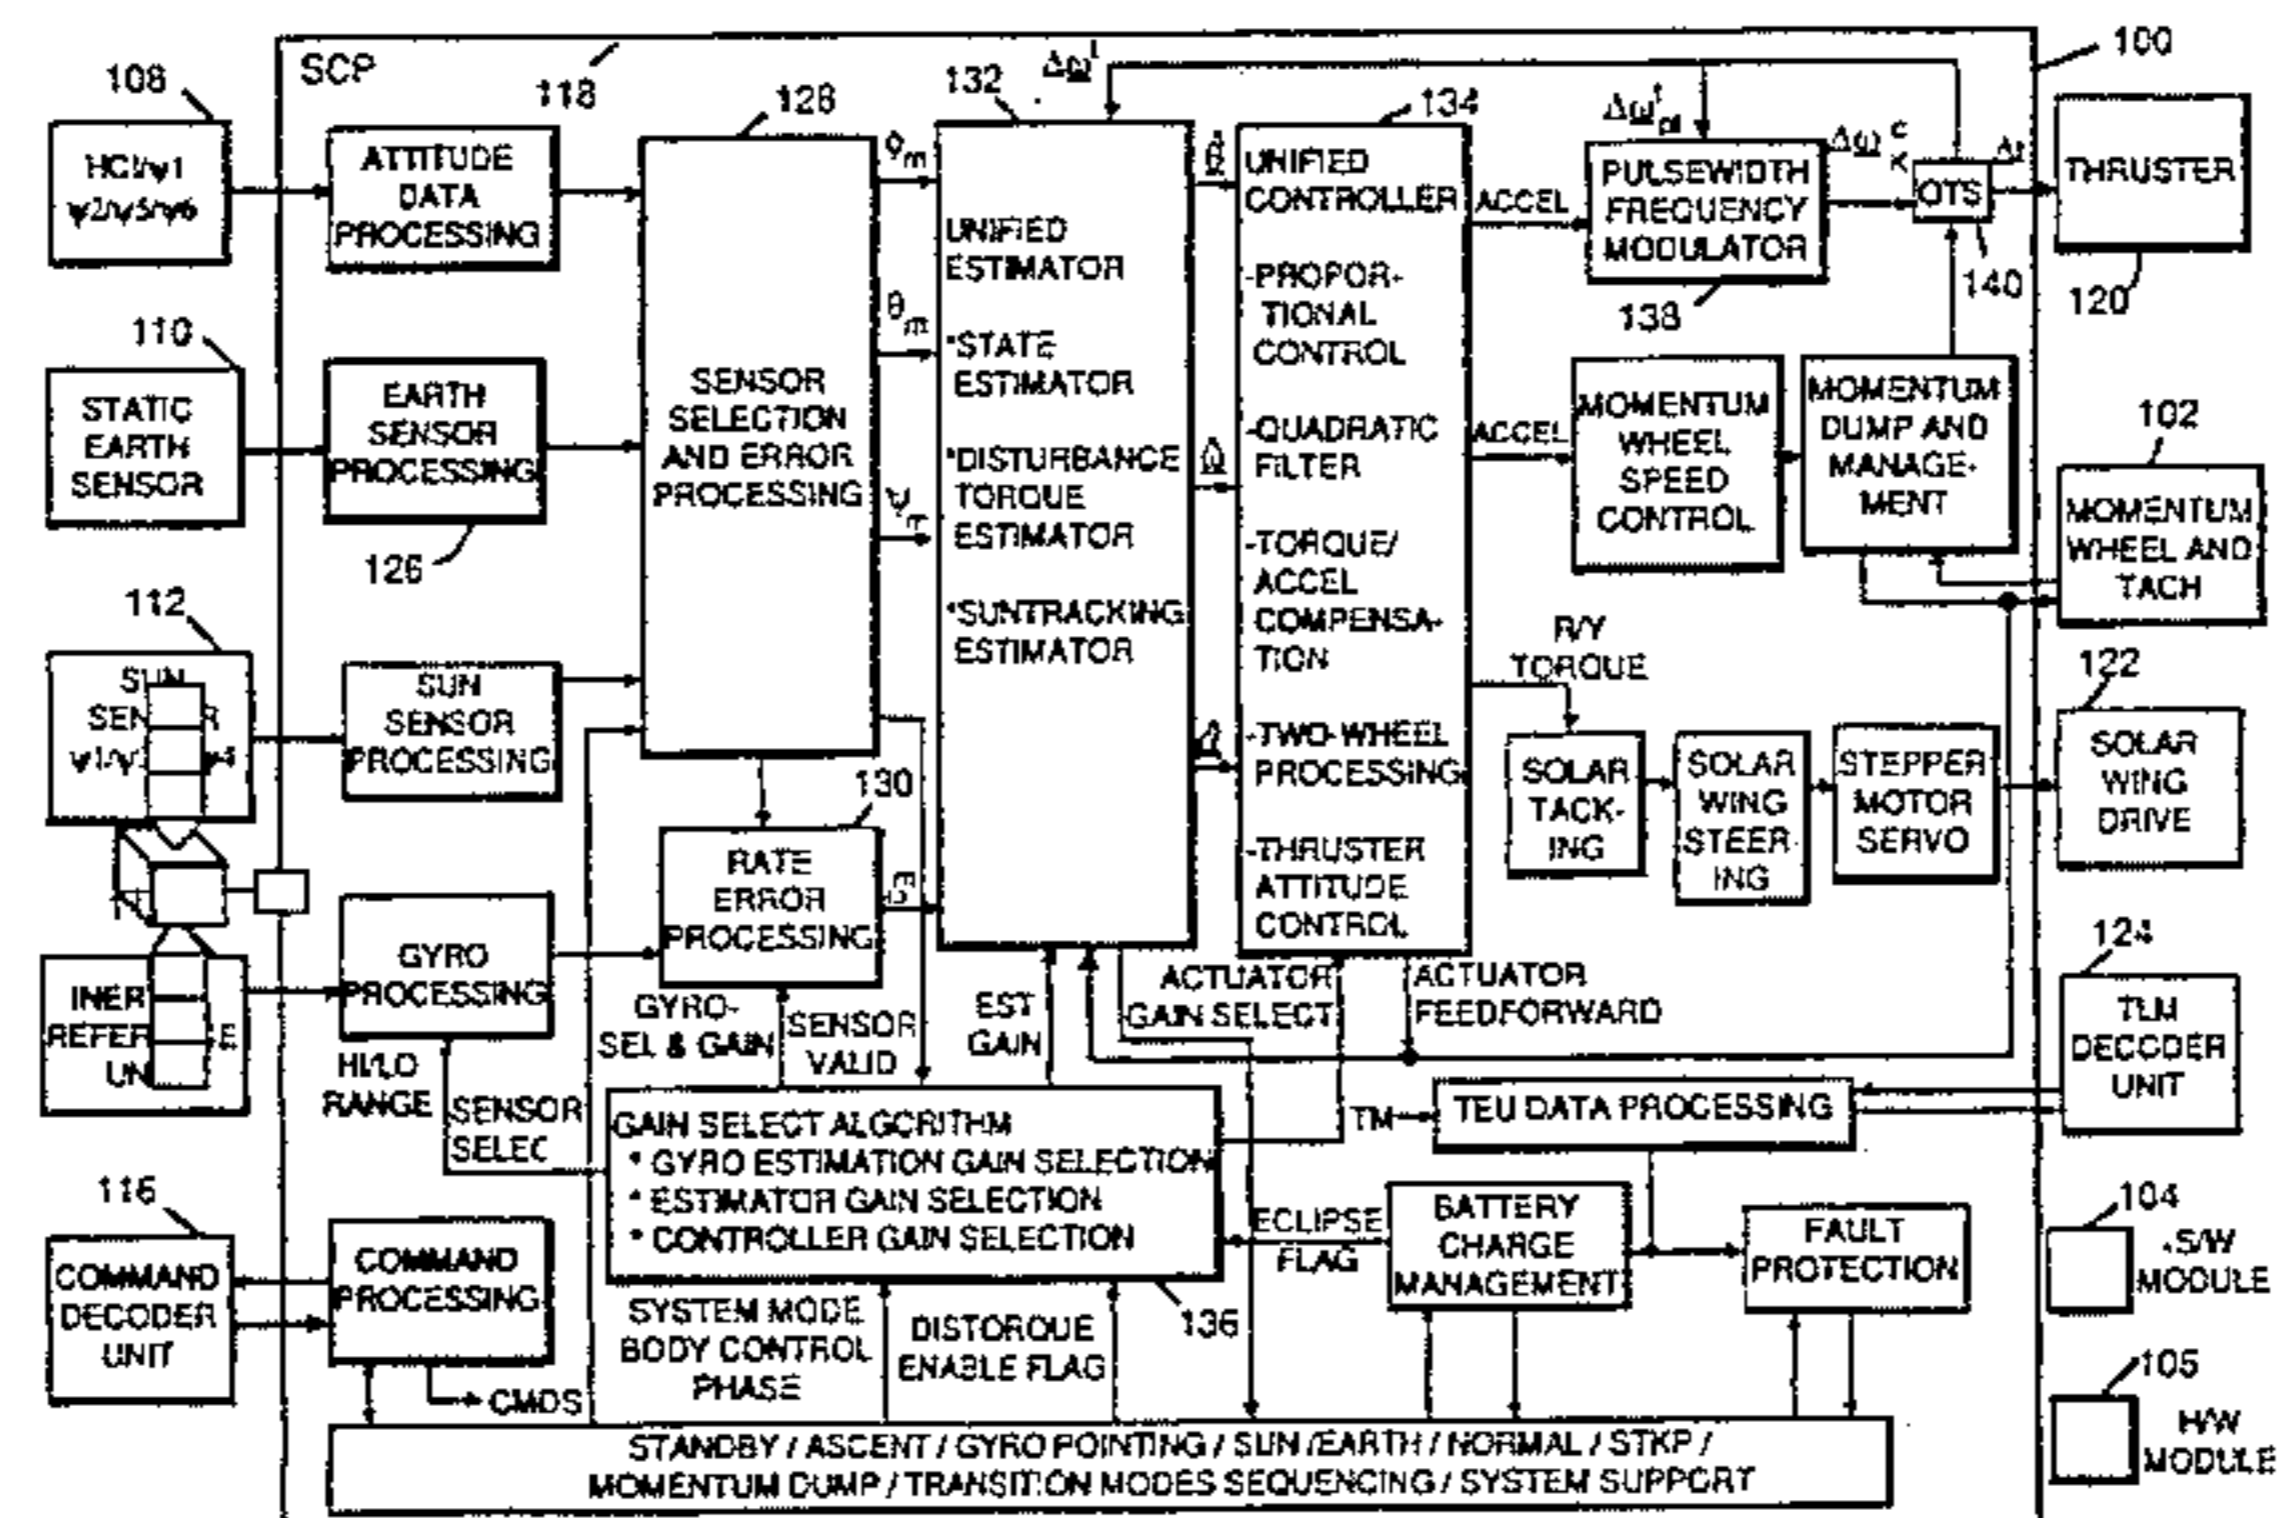 SCP
118
100
108
HCI/ψ1
ψ2/ψ5/ψ6
ATTITUDE
DATA
PROCESSING
128
SENSOR
SELECTION
AND ERROR
PROCESSING
132
UNIFIED
ESTIMATOR
*STATE
ESTIMATOR
*DISTURBANCE
TORQUE
ESTIMATOR
*SUNTRACKING
ESTIMATOR
134
UNIFIED
CONTROLLER
-PROPOR-
TIONAL
CONTROL
-QUADRATIC
FILTER
-TORQUE/
ACCEL
COMPENSA-
TION
-TWO-WHEEL
PROCESSING
-THRUSTER
ATTITUDE
CONTROL
ACCEL
PULSEWIDTH
FREQUENCY
MODULATOR
138
OTS
140
THRUSTER
120
110
STATIC
EARTH
SENSOR
EARTH
SENSOR
PROCESSING
126
θm
ψm
ACCEL
MOMENTUM
WHEEL
SPEED
CONTROL
MOMENTUM
DUMP AND
MANAGE-
MENT
102
MOMENTUM
WHEEL AND
TACH
112
SUN
SUN
SENSOR
PROCESSING
R/Y
TORQUE
SOLAR
TACK-
ING
SOLAR
WING
STEER-
ING
STEPPER
MOTOR
SERVO
122
SOLAR
WING
DRIVE
130
RATE
ERROR
PROCESSING
GYRO
PROCESSING
INER
REFER E
UN
HI/LO
RANGE
SENSOR
SELEC
GYRO-
SEL & GAIN
SENSOR
VALID
EST
GAIN
ACTUATOR
GAIN SELECT
ACTUATOR
FEEDFORWARD
124
TLM
DECODER
UNIT
TM
TEU DATA PROCESSING
GAIN SELECT ALGORITHM
* GYRO ESTIMATION GAIN SELECTION
* ESTIMATOR GAIN SELECTION
* CONTROLLER GAIN SELECTION
136
ECLIPSE
FLAG
BATTERY
CHARGE
MANAGEMENT
FAULT
PROTECTION
104
S/W
MODULE
105
H/W
MODULE
116
COMMAND
DECODER
UNIT
COMMAND
PROCESSING
CMDS
SYSTEM MODE
BODY CONTROL
PHASE
DISTORQUE
ENABLE FLAG
STANDBY / ASCENT / GYRO POINTING / SUN /EARTH / NORMAL / STKP /
MOMENTUM DUMP / TRANSITION MODES SEQUENCING / SYSTEM SUPPORT